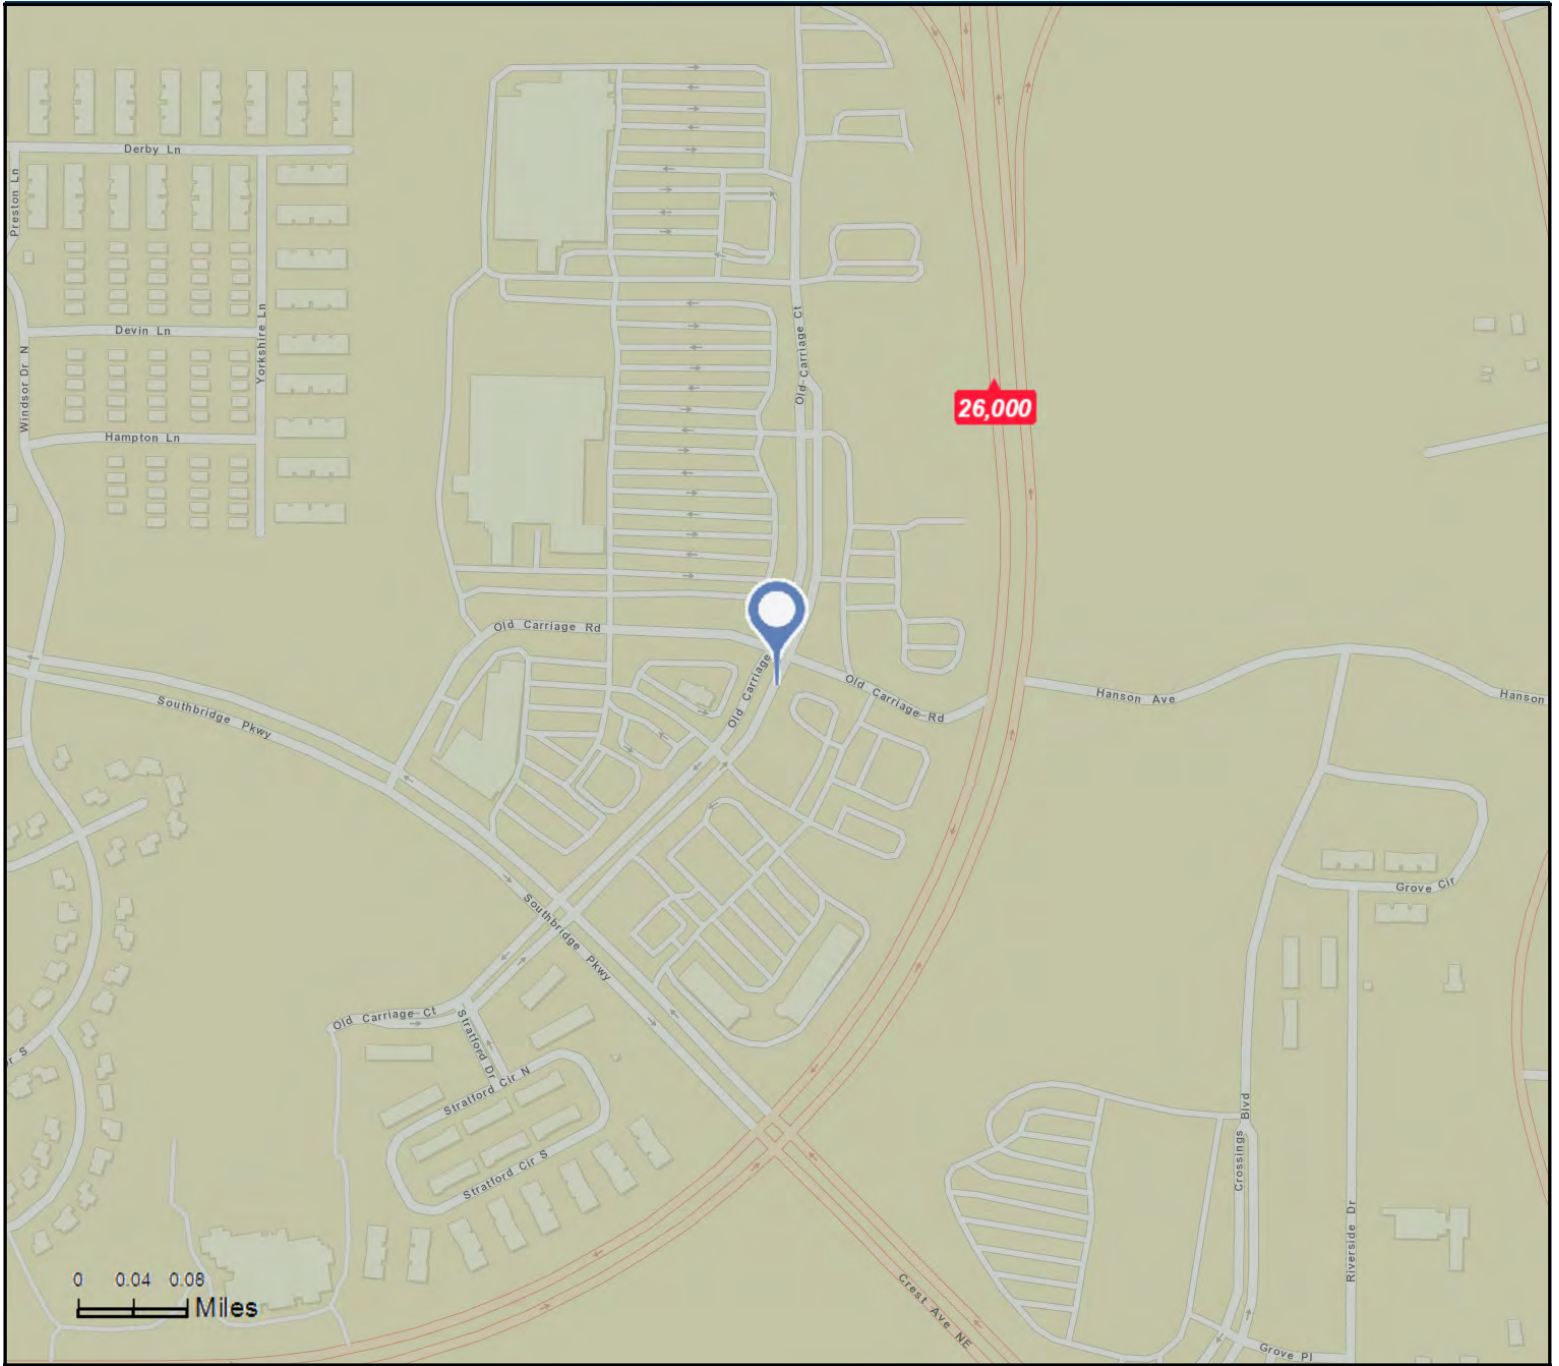 Derby Ln
Preston Ln
Old Carriage Ct
Devin Ln
Yorkshire Ln
Windsor Dr N
26,000
Hampton Ln
Old Carriage Rd
Old Carriage
Old Carriage Rd
Hanson Ave
Hanson
Southbridge Pkwy
Grove Cir
Southbridge Pkwy
Old Carriage Ct
Stratford Dr
Dr S
Stratford Cir N
Crossings Blvd
Stratford Cir S
Riverside Dr
0 0.04 0.08
Miles
Crest Ave NE
Grove Pl